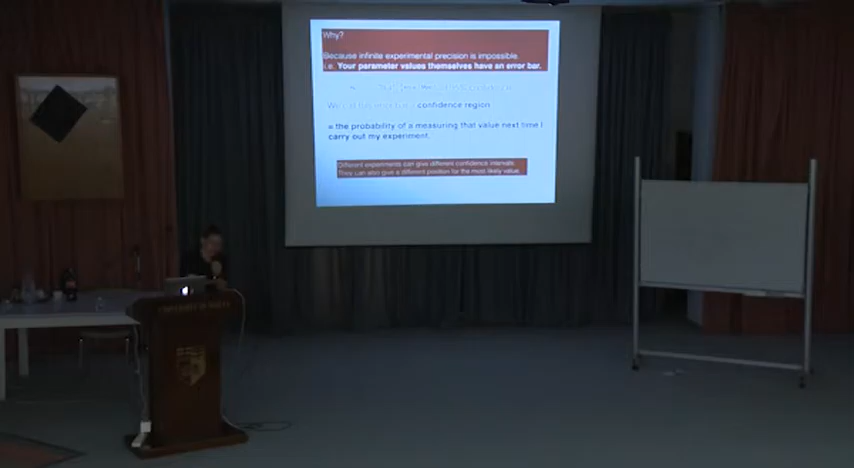 Why?
Because infinite experimental precision is impossible.
i.e. Your parameter values themselves have an error bar.
confidence region
= the probability of a measuring that value next time I
carry out my experiment.
Different experiments can give different confidence intervals.
They can also give a different position for the most likely value.
UNIVERSITY OF